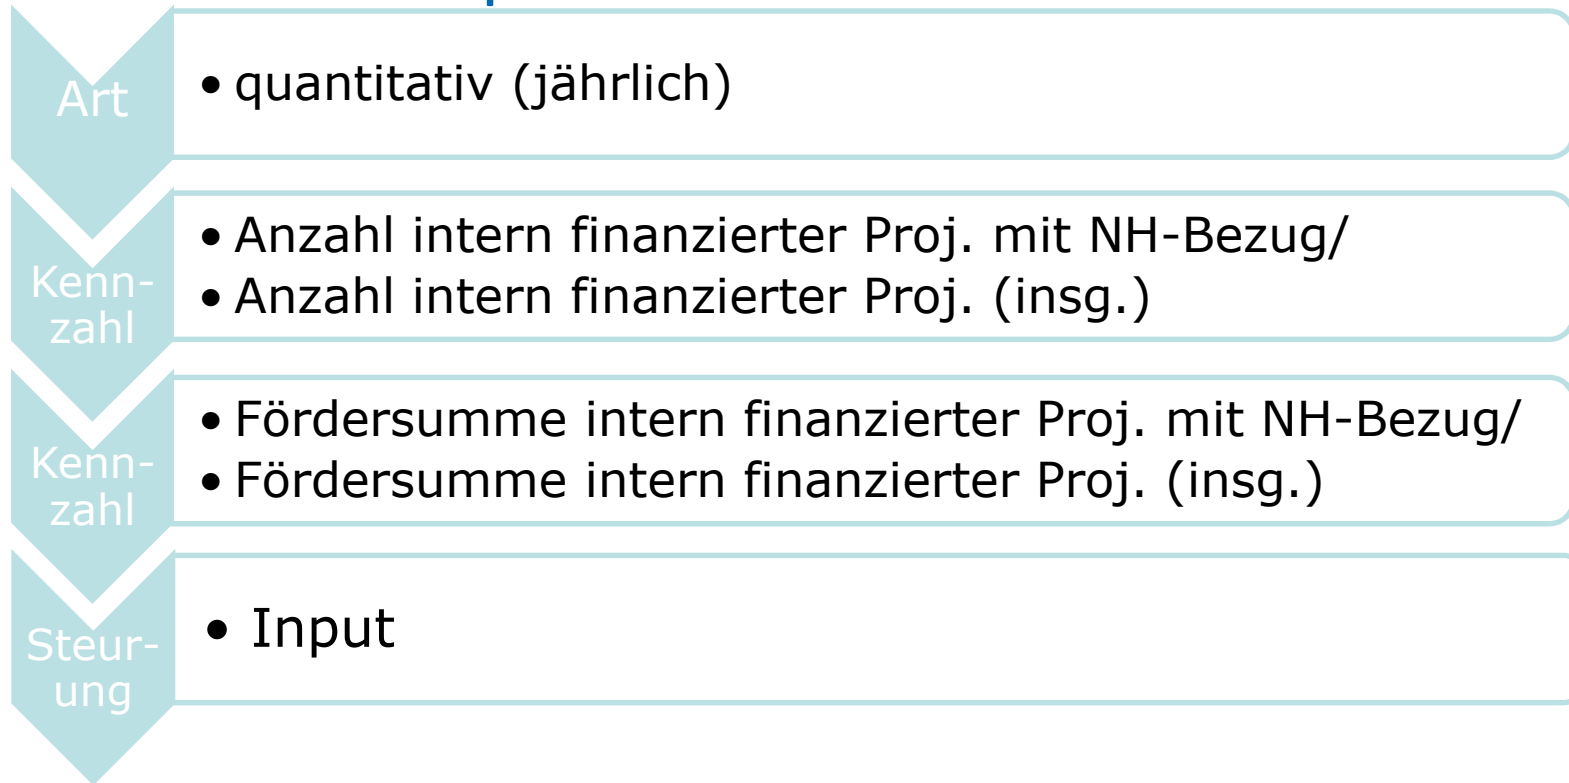 Art
• quantitativ (jährlich)
Kenn-
zahl
• Anzahl intern finanzierter Proj. mit NH-Bezug/
• Anzahl intern finanzierter Proj. (insg.)
Kenn-
zahl
• Fördersumme intern finanzierter Proj. mit NH-Bezug/
• Fördersumme intern finanzierter Proj. (insg.)
Steur-
ung
• Input